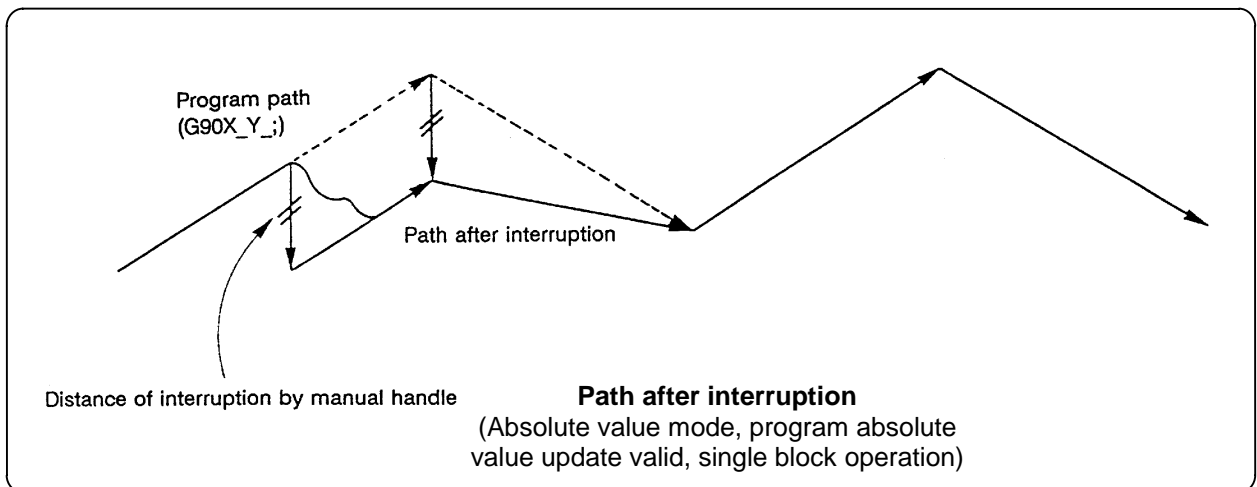 Program path
(G90X_Y_;)
Path after interruption
Distance of interruption by manual handle
Path after interruption
(Absolute value mode, program absolute
value update valid, single block operation)